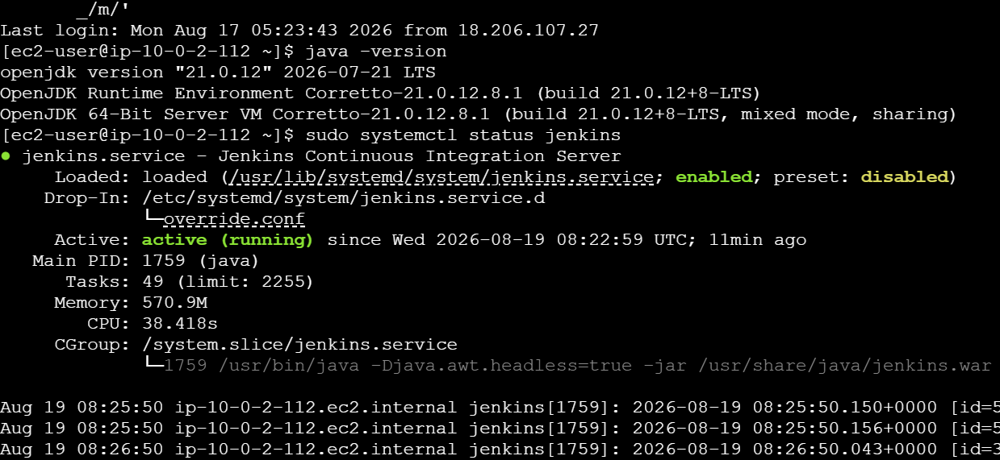 _/m/'
Last login: Mon Aug 17 05:23:43 2026 from 18.206.107.27
[ec2-user@ip-10-0-2-112 ~]$ java -version
openjdk version "21.0.12" 2026-07-21 LTS
OpenJDK Runtime Environment Corretto-21.0.12.8.1 (build 21.0.12+8-LTS)
OpenJDK 64-Bit Server VM Corretto-21.0.12.8.1 (build 21.0.12+8-LTS, mixed mode, sharing)
[ec2-user@ip-10-0-2-112 ~]$ sudo systemctl status jenkins
● jenkins.service - Jenkins Continuous Integration Server
Loaded: loaded (/usr/lib/systemd/system/jenkins.service; enabled; preset: disabled)
Drop-In: /etc/systemd/system/jenkins.service.d
└─override.conf
Active: active (running) since Wed 2026-08-19 08:22:59 UTC; 11min ago
Main PID: 1759 (java)
Tasks: 49 (limit: 2255)
Memory: 570.9M
CPU: 38.418s
CGroup: /system.slice/jenkins.service
└─1759 /usr/bin/java -Djava.awt.headless=true -jar /usr/share/java/jenkins.war
Aug 19 08:25:50 ip-10-0-2-112.ec2.internal jenkins[1759]: 2026-08-19 08:25:50.150+0000 [id=5
Aug 19 08:25:50 ip-10-0-2-112.ec2.internal jenkins[1759]: 2026-08-19 08:25:50.156+0000 [id=5
Aug 19 08:26:50 ip-10-0-2-112.ec2.internal jenkins[1759]: 2026-08-19 08:26:50.043+0000 [id=3